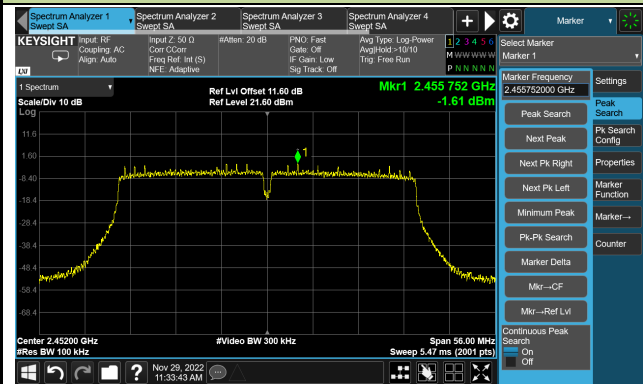 Spectrum Analyzer 1
Swept SA
Spectrum Analyzer 2
Swept SA
Spectrum Analyzer 3
Swept SA
Spectrum Analyzer 4
Swept SA
Marker
KEYSIGHT
Input: RF
Coupling: AC
Align: Auto
Input Z: 50 Ω
Corr CCorr
Freq Ref: Int (S)
NFE: Adaptive
#Atten: 20 dB
PNO: Fast
Gate: Off
IF Gain: Low
Sig Track: Off
Avg Type: Log-Power
Avg|Hold:>10/10
Trig: Free Run
1 2 3 4 5 6
M W W W W W
P N N N N N
LXI
Select Marker
Marker 1
1 Spectrum
Scale/Div 10 dB
Log
Ref Lvl Offset 11.60 dB
Ref Level 21.60 dBm
Mkr1 2.455 752 GHz
-1.61 dBm
11.6
1.60
-8.40
-18.4
-28.4
-38.4
-48.4
-58.4
-68.4
1
Center 2.45200 GHz
#Res BW 100 kHz
#Video BW 300 kHz
Span 56.00 MHz
Sweep 5.47 ms (2001 pts)
Marker Frequency
2.455752000 GHz
Peak Search
Next Peak
Next Pk Right
Next Pk Left
Minimum Peak
Pk-Pk Search
Marker Delta
Mkr→CF
Mkr→Ref Lvl
Continuous Peak
Search
On
Off
Settings
Peak
Search
Pk Search
Config
Properties
Marker
Function
Marker→
Counter
Nov 29, 2022
11:33:43 AM